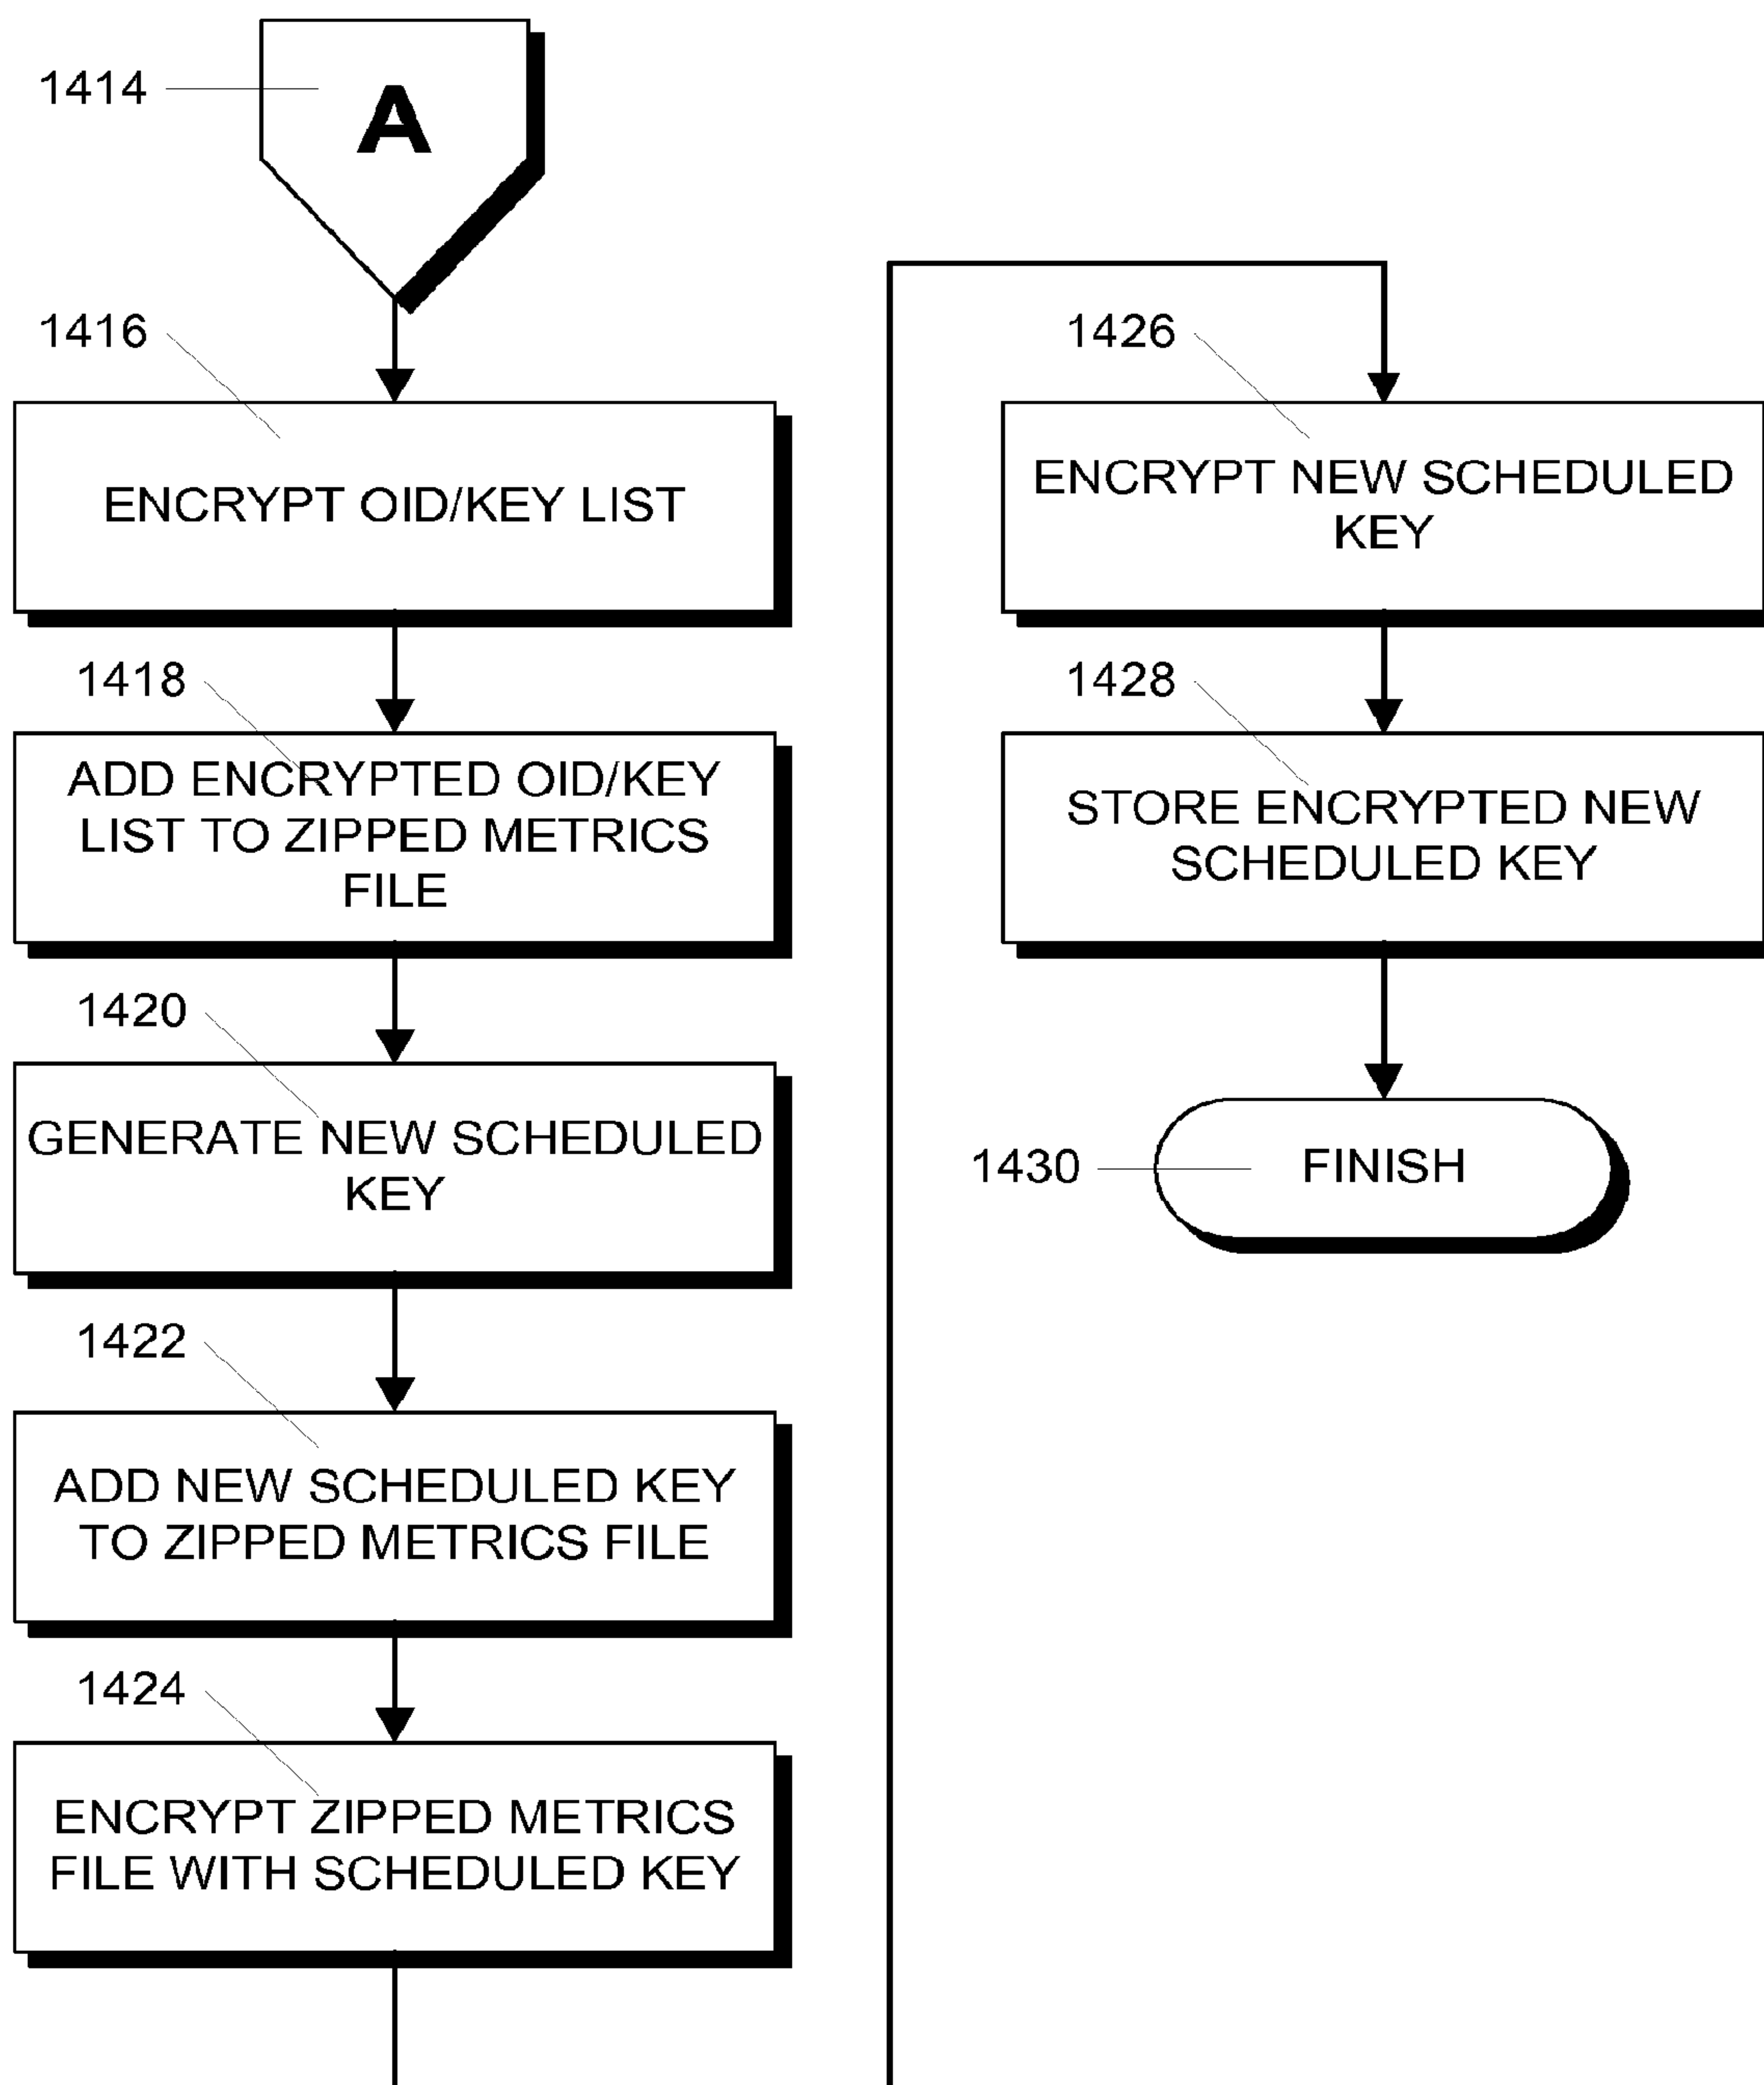 1414
A
1416
ENCRYPT OID/KEY LIST
1418
ADD ENCRYPTED OID/KEY
LIST TO ZIPPED METRICS
FILE
1420
GENERATE NEW SCHEDULED
KEY
1422
ADD NEW SCHEDULED KEY
TO ZIPPED METRICS FILE
1424
ENCRYPT ZIPPED METRICS
FILE WITH SCHEDULED KEY
1426
ENCRYPT NEW SCHEDULED
KEY
1428
STORE ENCRYPTED NEW
SCHEDULED KEY
1430
FINISH